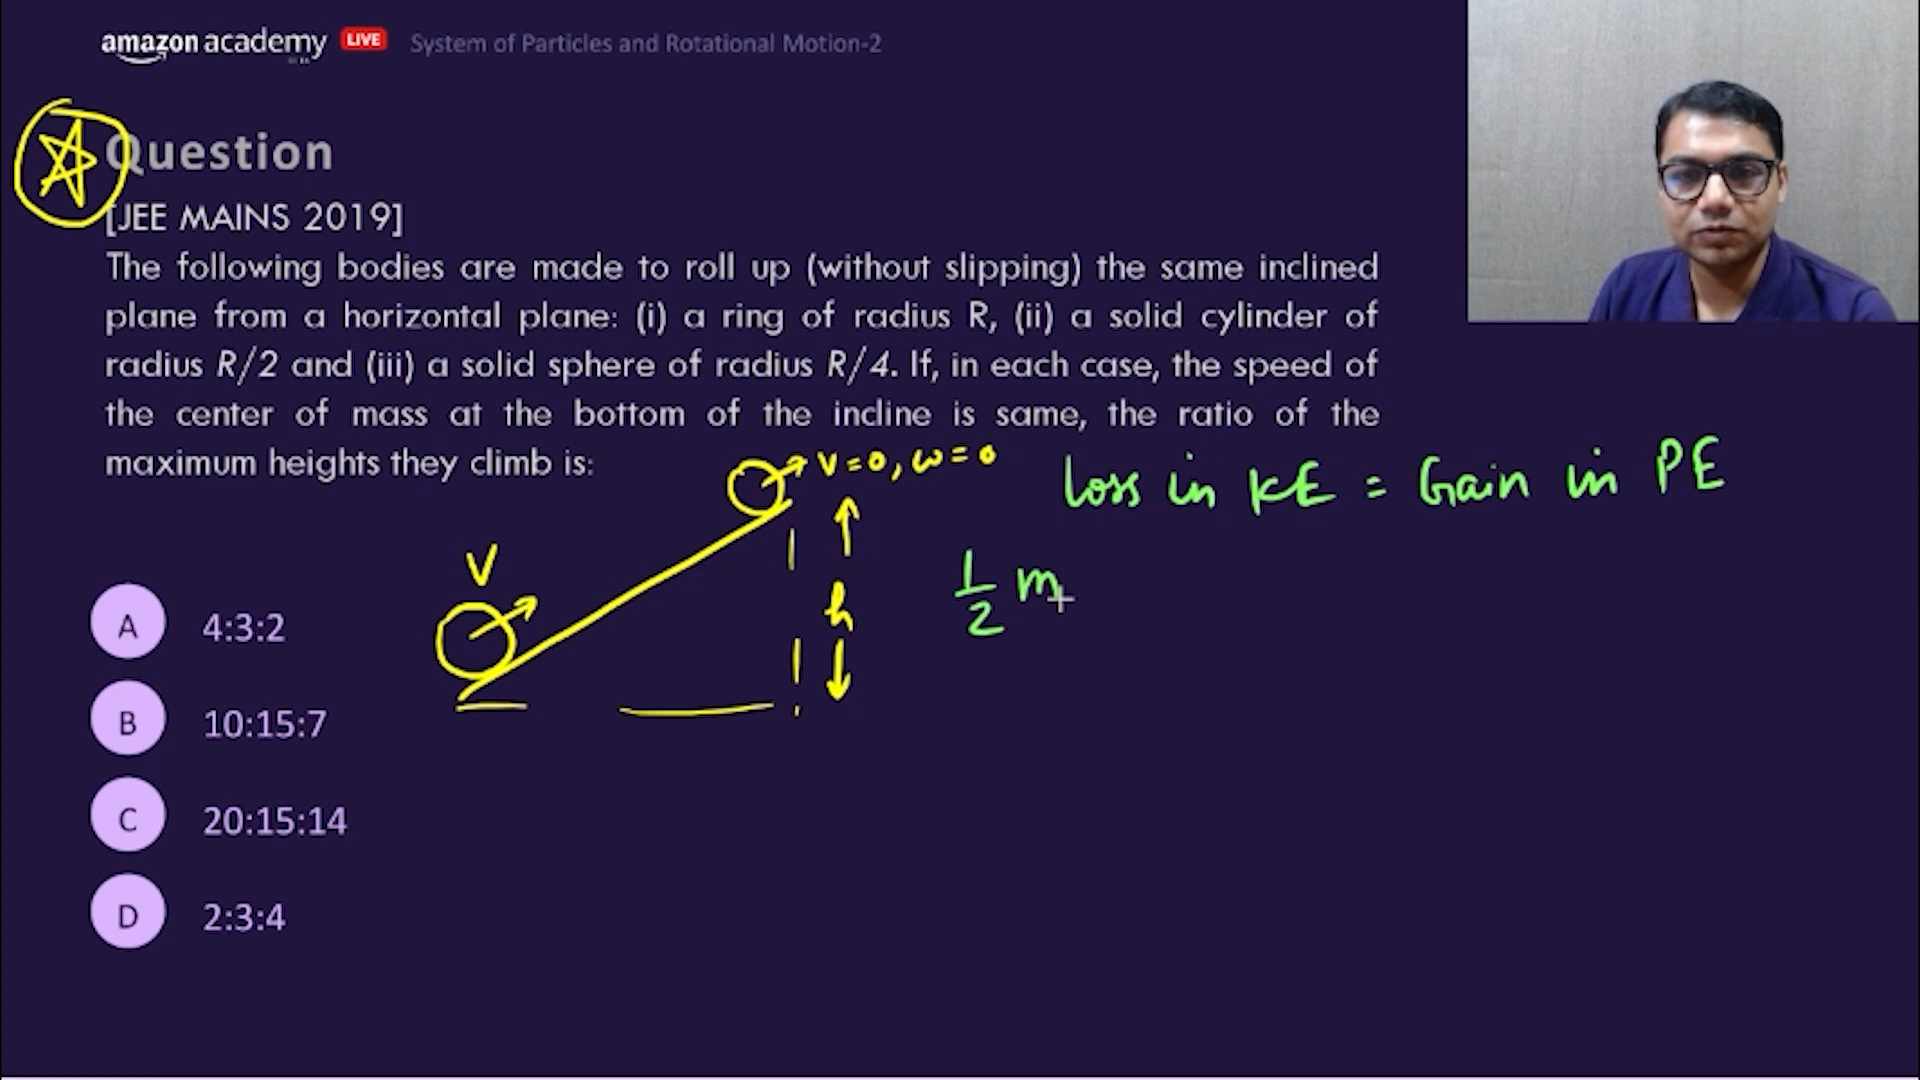 amazon academy LIVE System of Particles and Rotational Motion-2
Question
[JEE MAINS 2019]
The following bodies are made to roll up (without slipping) the same inclined
plane from a horizontal plane: (i) a ring of radius R, (ii) a solid cylinder of
radius R/2 and (iii) a solid sphere of radius R/4. If, in each case, the speed of
the center of mass at the bottom of the incline is same, the ratio of the
maximum heights they climb is:
v=0, ω=0
Loss in KE = Gain in PE
V
h
1/2 m
A 4:3:2
B 10:15:7
C 20:15:14
D 2:3:4